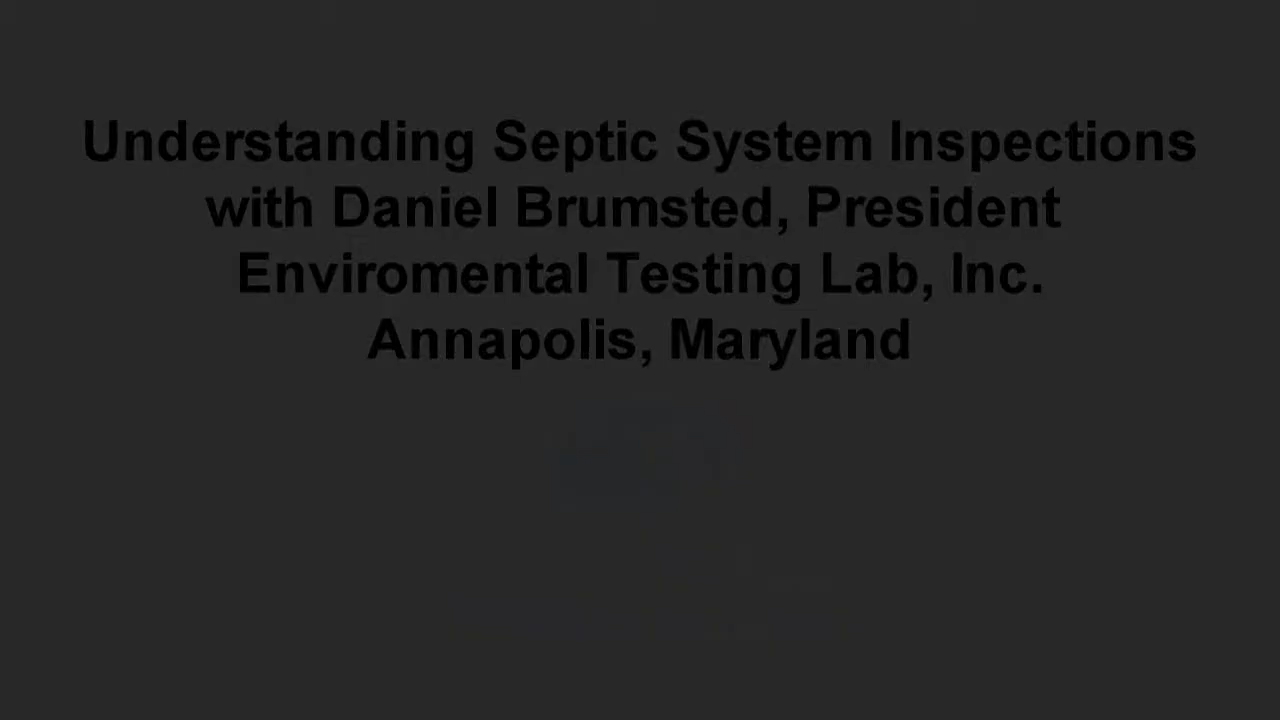 Understanding Septic System Inspections
with Daniel Brumsted, President
Enviromental Testing Lab, Inc.
Annapolis, Maryland